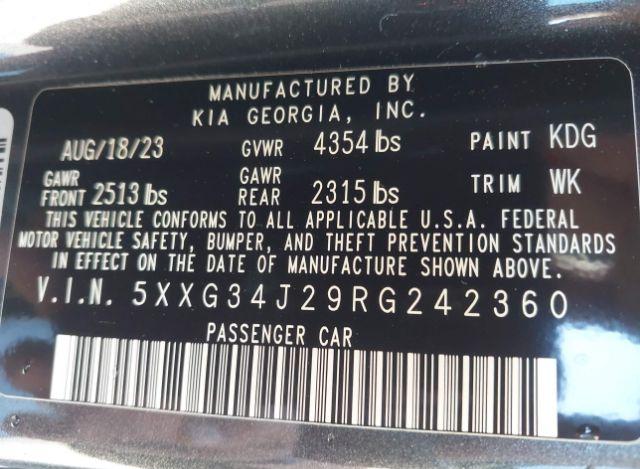 MANUFACTURED BY
KIA GEORGIA, INC.
AUG/18/23 GVWR 4354 lbs PAINT KDG
GAWR FRONT 2513 lbs GAWR REAR 2315 lbs TRIM WK
THIS VEHICLE CONFORMS TO ALL APPLICABLE U.S.A. FEDERAL
MOTOR VEHICLE SAFETY, BUMPER, AND THEFT PREVENTION STANDARDS
IN EFFECT ON THE DATE OF MANUFACTURE SHOWN ABOVE.
V.I.N. 5XXG34J29RG242360
PASSENGER CAR